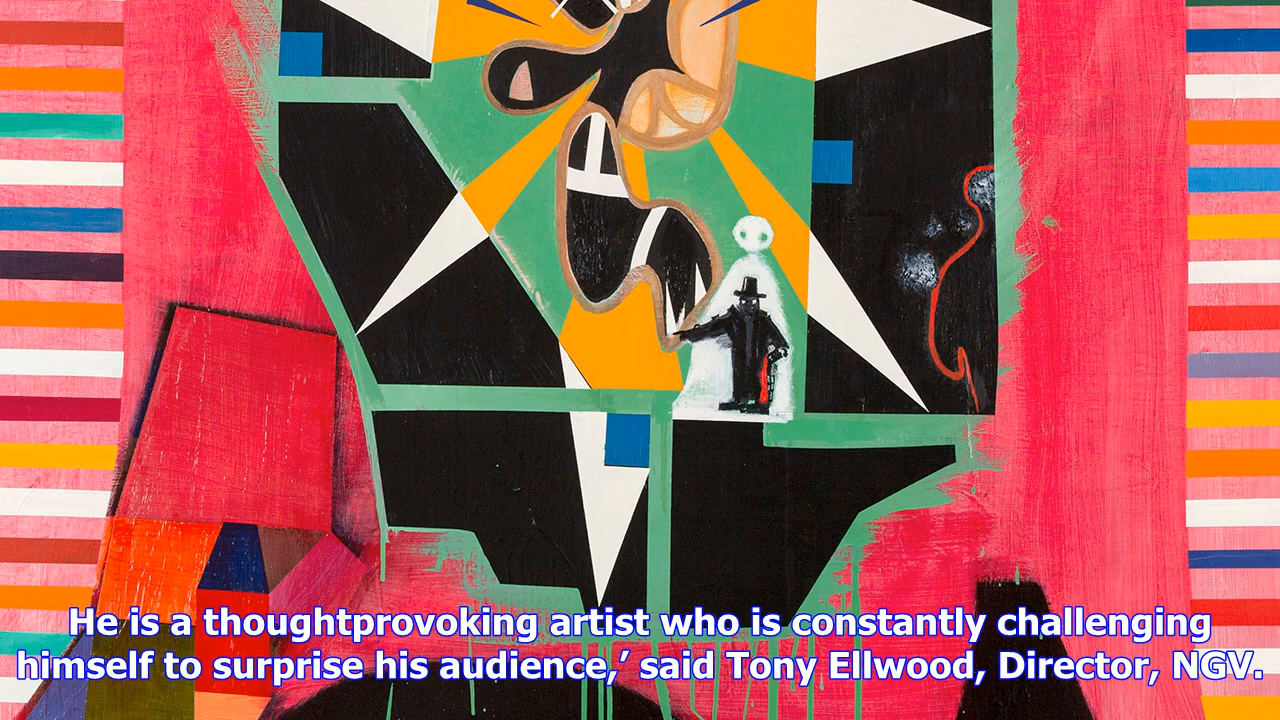 He is a thoughtprovoking artist who is constantly challenging
himself to surprise his audience,’ said Tony Ellwood, Director, NGV.